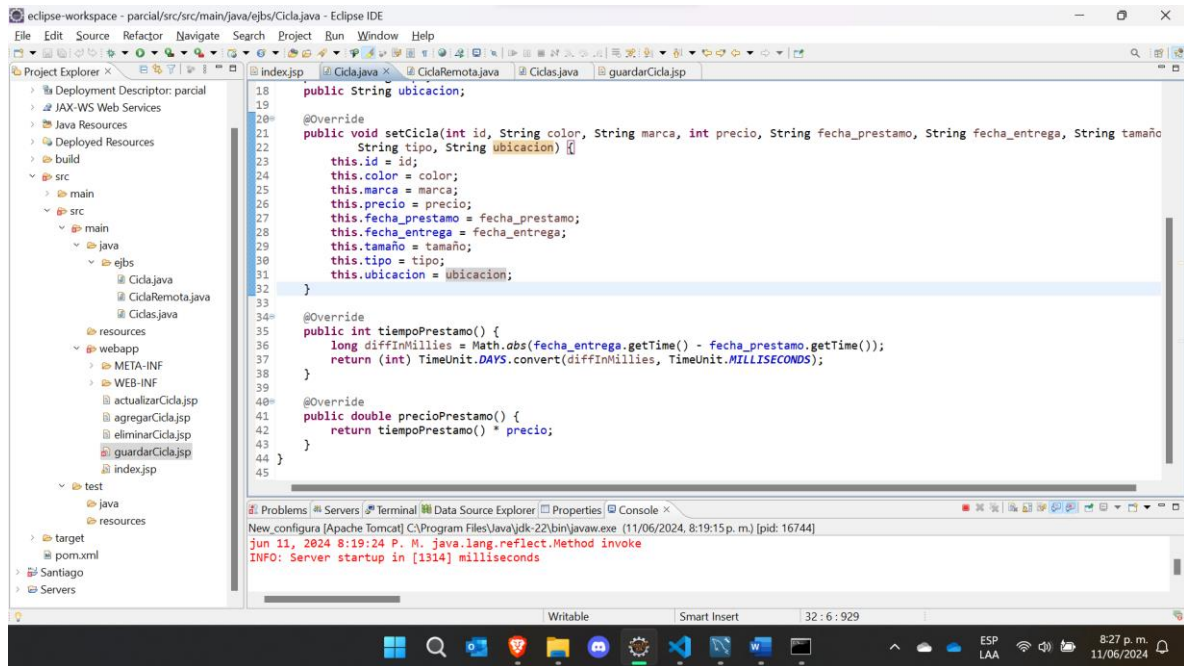 eclipse-workspace - parcial/src/src/main/java/ejbs/Cicla.java - Eclipse IDE
File Edit Source Refactor Navigate Search Project Run Window Help
Project Explorer
index.jsp Cicla.java CiclaRemota.java Ciclas.java guardarCicla.jsp
Deployment Descriptor: parcial
JAX-WS Web Services
Java Resources
Deployed Resources
build
src
main
src
main
java
ejbs
Cicla.java
CiclaRemota.java
Ciclas.java
resources
webapp
META-INF
WEB-INF
actualizarCicla.jsp
agregarCicla.jsp
eliminarCicla.jsp
guardarCicla.jsp
index.jsp
test
java
resources
target
pom.xml
Santiago
Servers
18 public String ubicacion;
19
20 @Override
21 public void setCicla(int id, String color, String marca, int precio, String fecha_prestamo, String fecha_entrega, String tamaño
22 String tipo, String ubicacion) {
23 this.id = id;
24 this.color = color;
25 this.marca = marca;
26 this.precio = precio;
27 this.fecha_prestamo = fecha_prestamo;
28 this.fecha_entrega = fecha_entrega;
29 this.tamaño = tamaño;
30 this.tipo = tipo;
31 this.ubicacion = ubicacion;
32 }
33
34 @Override
35 public int tiempoPrestamo() {
36 long diffInMillies = Math.abs(fecha_entrega.getTime() - fecha_prestamo.getTime());
37 return (int) TimeUnit.DAYS.convert(diffInMillies, TimeUnit.MILLISECONDS);
38 }
39
40 @Override
41 public double precioPrestamo() {
42 return tiempoPrestamo() * precio;
43 }
44 }
45
Problems Servers Terminal Data Source Explorer Properties Console
New_configura [Apache Tomcat] C:\Program Files\Java\jdk-22\bin\javaw.exe (11/06/2024, 8:19:15 p. m.) [pid: 16744]
jun 11, 2024 8:19:24 P. M. java.lang.reflect.Method invoke
INFO: Server startup in [1314] milliseconds
Writable Smart Insert 32 : 6 : 929
ESP
LAA
8:27 p. m.
11/06/2024